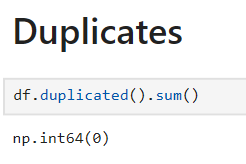 Duplicates
df.duplicated().sum()
np.int64(0)